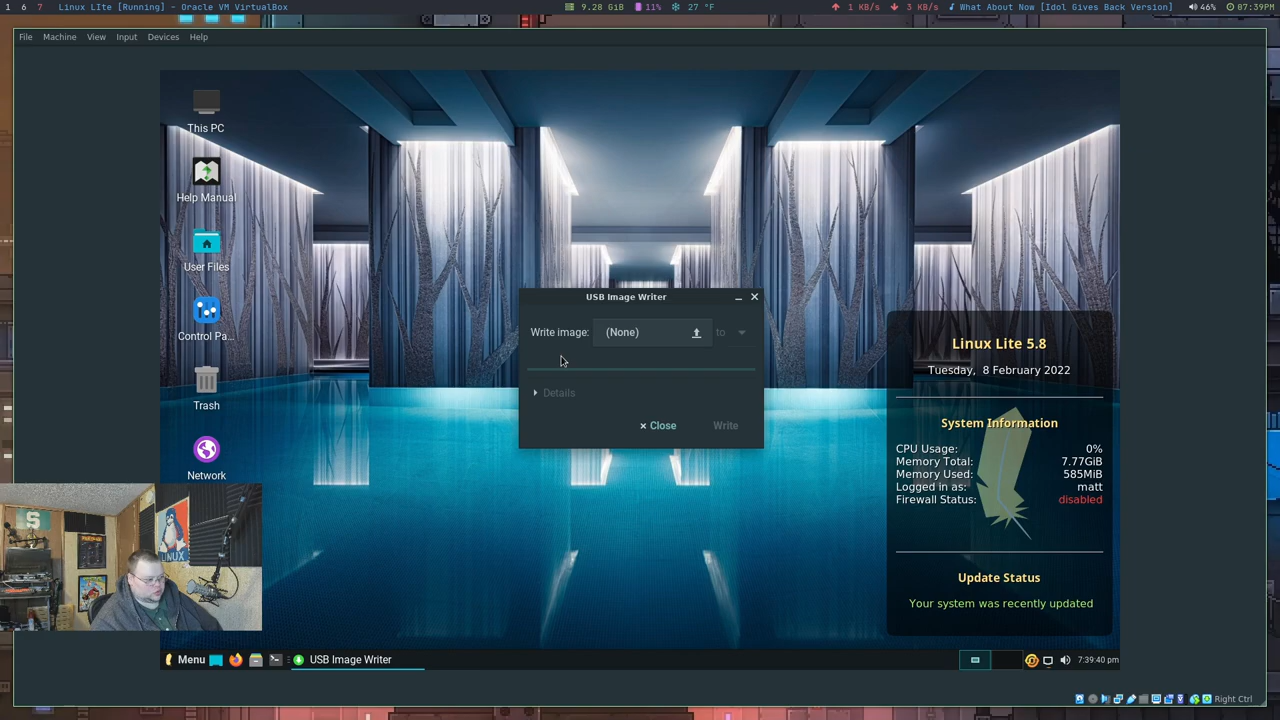 1 6 7 Linux LIte [Running] - Oracle VM VirtualBox 9.28 GiB 11% 27 °F 1 KB/s 3 KB/s What About Now [Idol Gives Back Version] 46% 07:39PM
File Machine View Input Devices Help
This PC
Help Manual
User Files
Control Pa...
Trash
Network
USB Image Writer
Write image: (None) to
Details
Close Write
Linux Lite 5.8
Tuesday, 8 February 2022
System Information
CPU Usage: 0%
Memory Total: 7.77GiB
Memory Used: 585MiB
Logged in as: matt
Firewall Status: disabled
Update Status
Your system was recently updated
S
LINUX
Menu USB Image Writer 7:39:40 pm
Right Ctrl